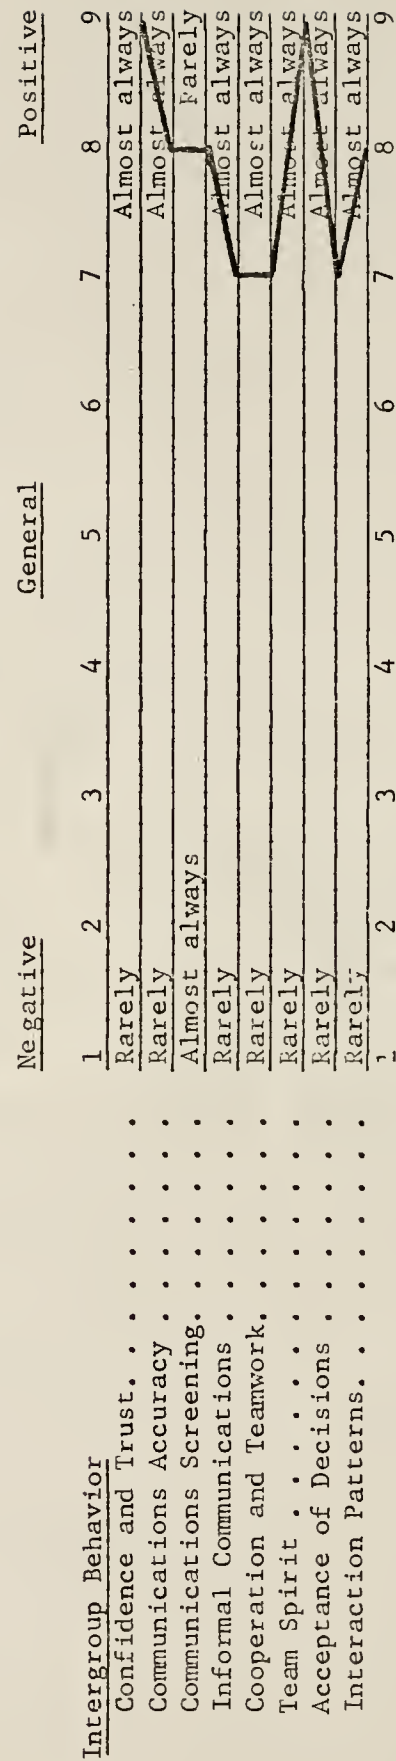 Negative General Positive
Intergroup Behavior 1 2 3 4 5 6 7 8 9
Confidence and Trust. . . . . . . . . . Rarely Almost always
Communications Accuracy . . . . . . . Rarely Almost always
Communications Screening. . . . . . . Almost always Rarely
Informal Communications . . . . . . . Rarely Almost always
Cooperation and Teamwork. . . . . . . Rarely Almost always
Team Spirit . . . . . . . . . . . . Rarely Almost always
Acceptance of Decisions . . . . . . . Rarely Almost always
Interaction Patterns. . . . . . . . . Rarely Almost always
1 2 3 4 5 6 7 8 9